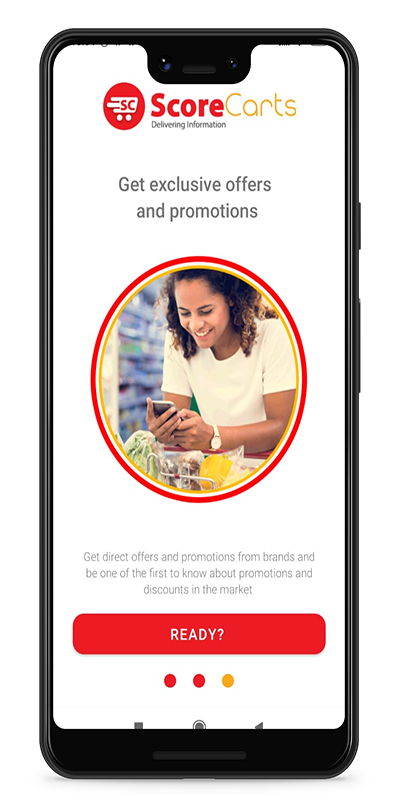 SC
ScoreCarts
Delivering Information
Get exclusive offers
and promotions
Get direct offers and promotions from brands and
be one of the first to know about promotions and
discounts in the market
READY?